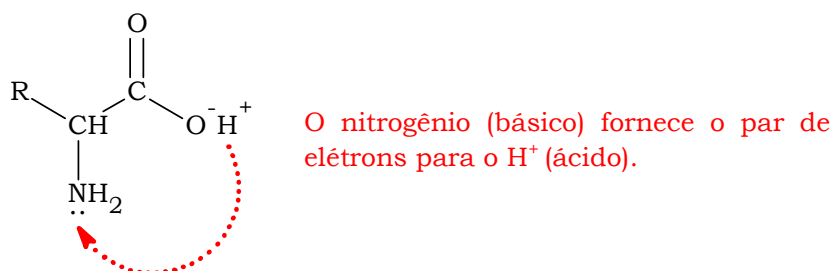 O
R
C
CH
O⁻ H⁺
NH₂
O nitrogênio (básico) fornece o par de
elétrons para o H⁺ (ácido).